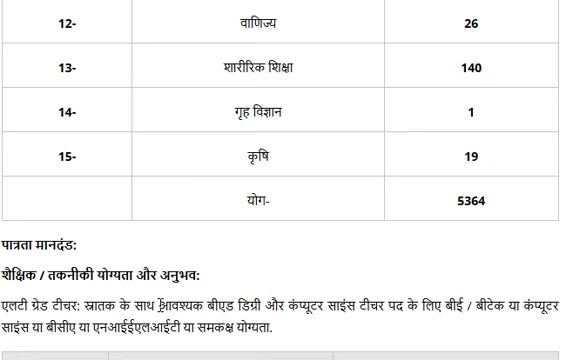 12- वाणिज्य 26
13- शारीरिक शिक्षा 140
14- गृह विज्ञान 1
15- कृषि 19
योग- 5364
पात्रता मानदंड:
शैक्षिक / तकनीकी योग्यता और अनुभव:
एलटी ग्रेड टीचर: स्नातक के साथ आवश्यक बीएड डिग्री और कंप्यूटर साइंस टीचर पद के लिए बीई / बीटेक या कंप्यूटर
साइंस या बीसीए या एनआईईएलआईटी या समकक्ष योग्यता.